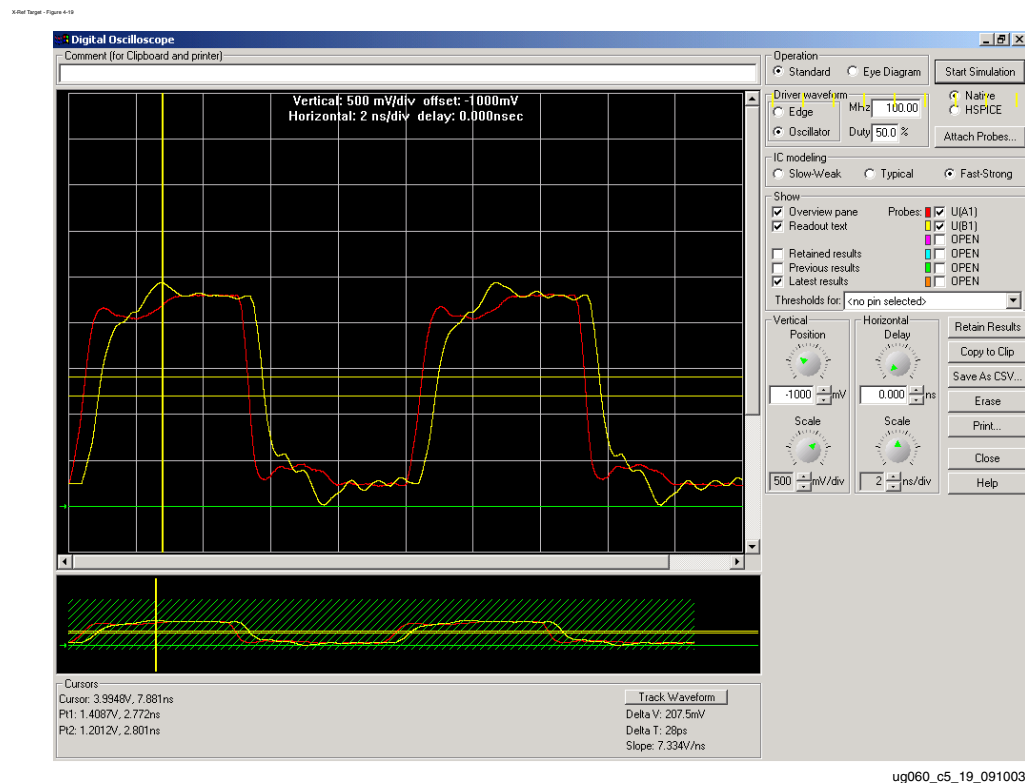 X-Ref Target - Figure 4-19
Digital Oscilloscope
Comment (for Clipboard and printer)
Vertical: 500 mV/div offset: -1000mV
Horizontal: 2 ns/div delay: 0.000nsec
Operation
Standard Eye Diagram Start Simulation
Driver waveform
Edge MHz 100.00
Oscillator Duty 50.0 %
Native
HSPICE
Attach Probes...
IC modeling
Slow-Weak Typical Fast-Strong
Show
Overview pane Probes: U(A1)
Readout text U(B1)
OPEN
Retained results OPEN
Previous results OPEN
Latest results OPEN
Thresholds for: <no pin selected>
Vertical Horizontal Retain Results
Position Delay
Copy to Clip
Save As CSV...
-1000 mV 0.000 ns Erase
Scale Scale Print...
Close
500 mV/div 2 ns/div Help
Cursors
Cursor: 3.9948V, 7.881ns
Pt1: 1.4087V, 2.772ns
Pt2: 1.2012V, 2.801ns
Track Waveform
Delta V: 207.5mV
Delta T: 28ps
Slope: 7.334V/ns
ug060_c5_19_091003